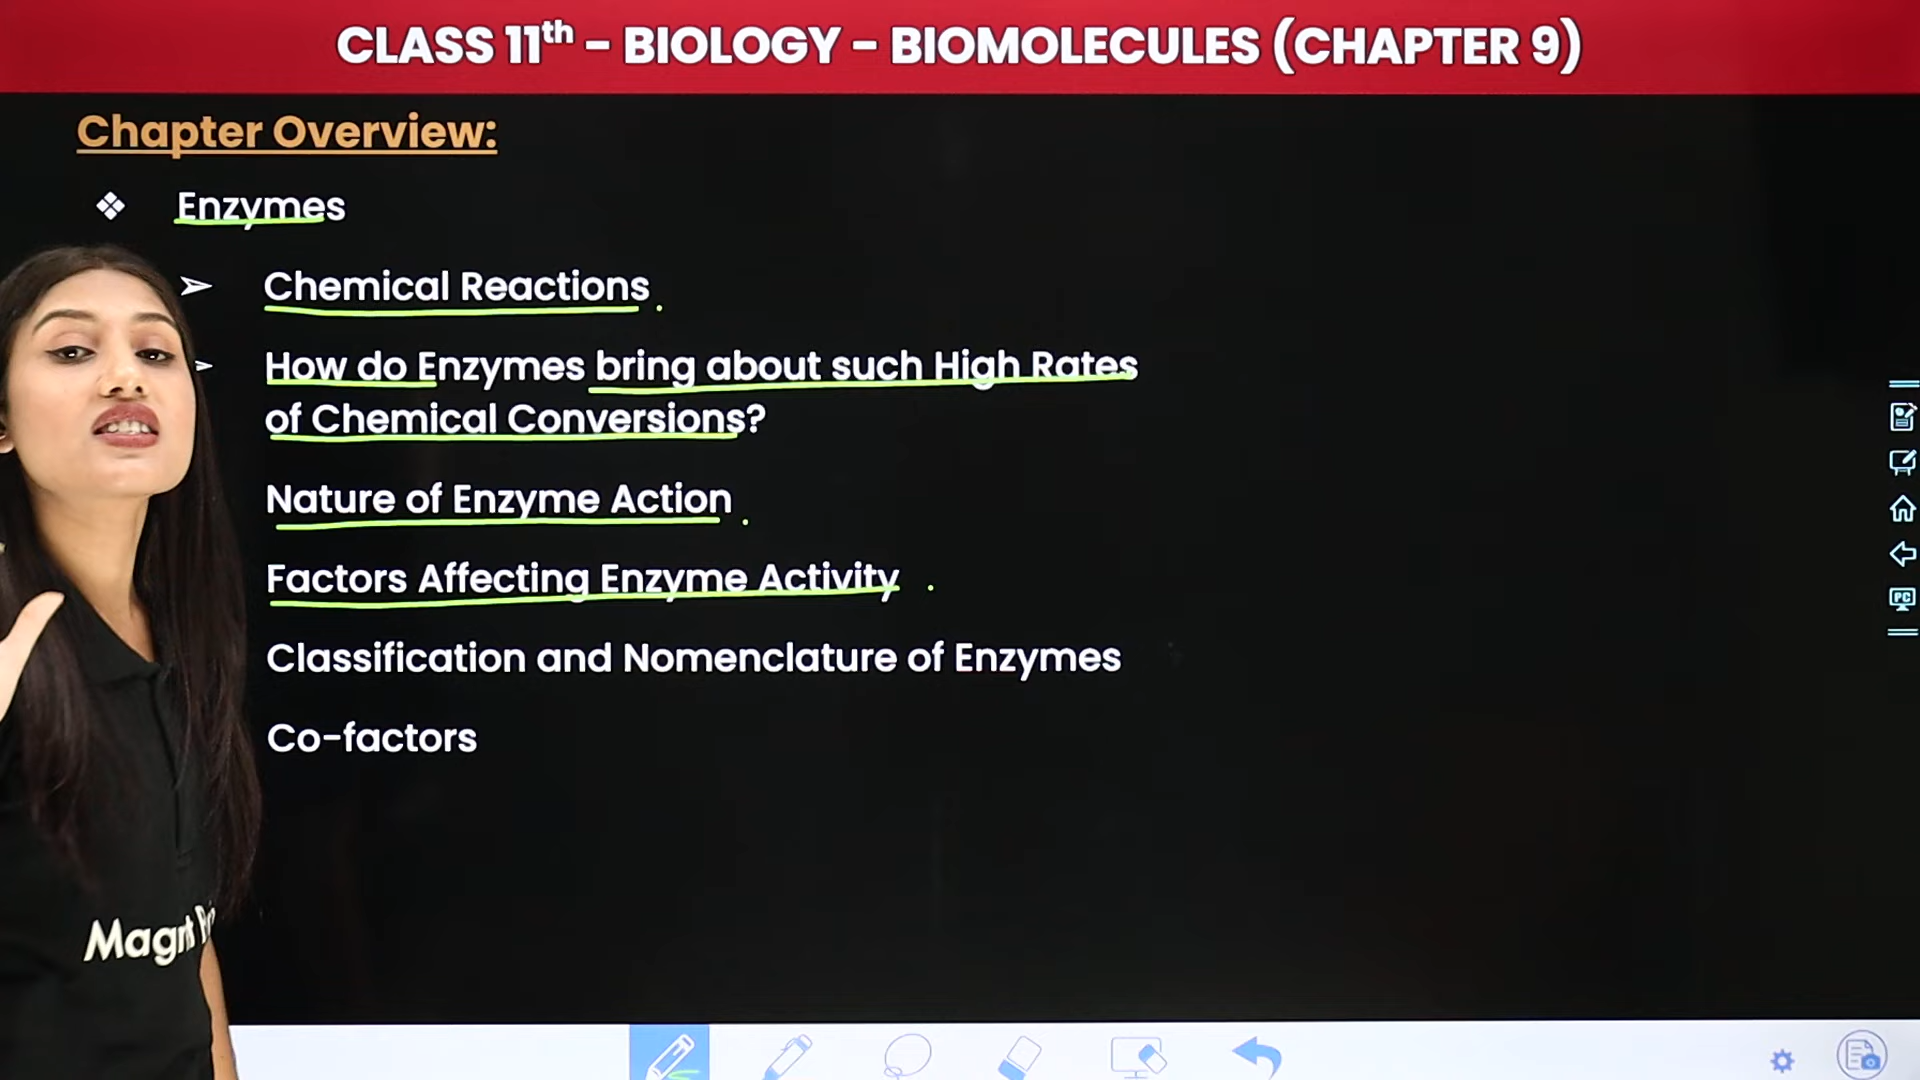 CLASS 11th - BIOLOGY - BIOMOLECULES (CHAPTER 9)
Chapter Overview:
❖ Enzymes
➢ Chemical Reactions
➢ How do Enzymes bring about such High Rates
of Chemical Conversions?
Nature of Enzyme Action
Factors Affecting Enzyme Activity
Classification and Nomenclature of Enzymes
Co-factors
PC